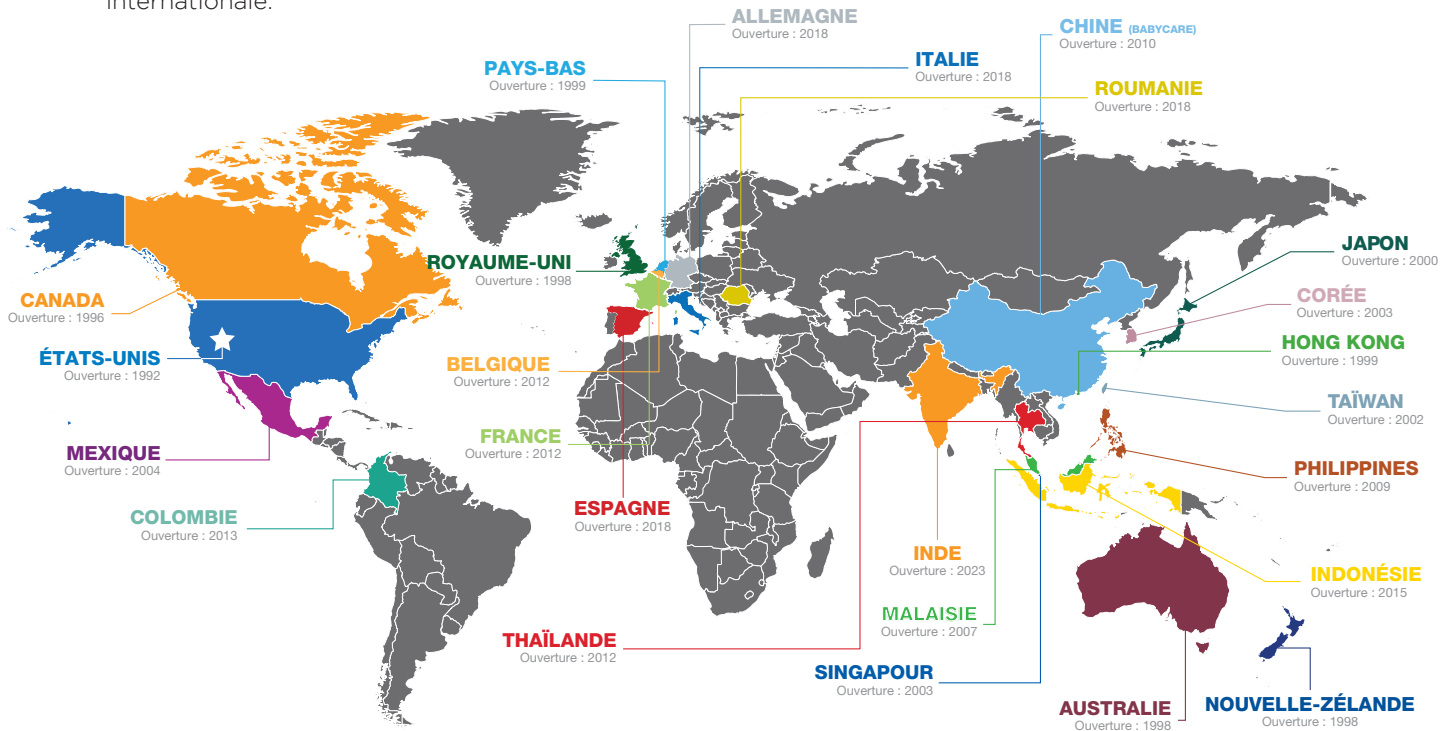 internationale.
ALLEMAGNE
Ouverture : 2018
CHINE (BABYCARE)
Ouverture : 2010
ITALIE
Ouverture : 2018
PAYS-BAS
Ouverture : 1999
ROUMANIE
Ouverture : 2018
ROYAUME-UNI
Ouverture : 1998
JAPON
Ouverture : 2000
CANADA
Ouverture : 1996
CORÉE
Ouverture : 2003
HONG KONG
Ouverture : 1999
ÉTATS-UNIS
Ouverture : 1992
BELGIQUE
Ouverture : 2012
TAÏWAN
Ouverture : 2002
FRANCE
Ouverture : 2012
MEXIQUE
Ouverture : 2004
PHILIPPINES
Ouverture : 2009
ESPAGNE
Ouverture : 2018
COLOMBIE
Ouverture : 2013
INDE
Ouverture : 2023
INDONÉSIE
Ouverture : 2015
MALAISIE
Ouverture : 2007
THAÏLANDE
Ouverture : 2012
SINGAPOUR
Ouverture : 2003
AUSTRALIE
Ouverture : 1998
NOUVELLE-ZÉLANDE
Ouverture : 1998